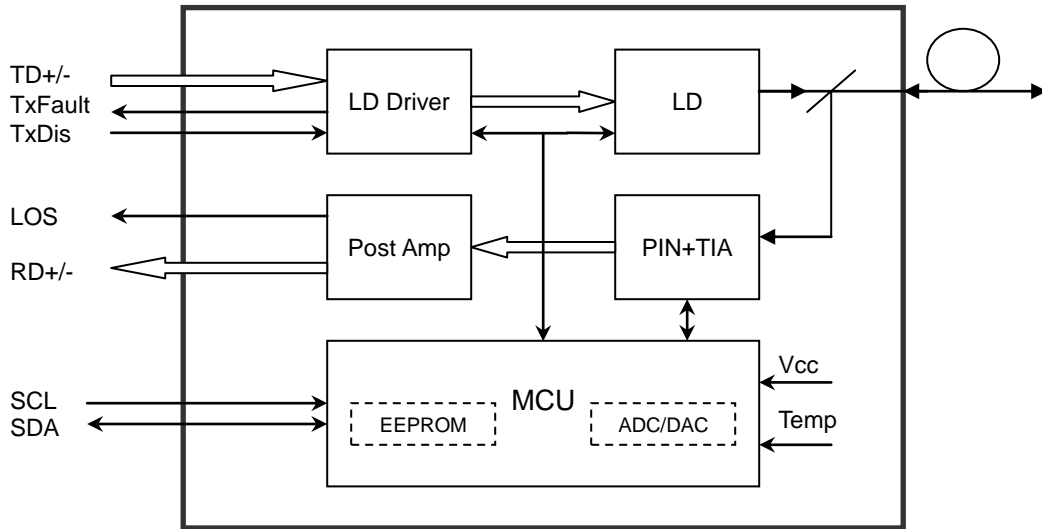 TD+/-
TxFault
TxDis
LD Driver
LD
LOS
RD+/-
Post Amp
PIN+TIA
SCL
SDA
MCU
EEPROM
ADC/DAC
Vcc
Temp